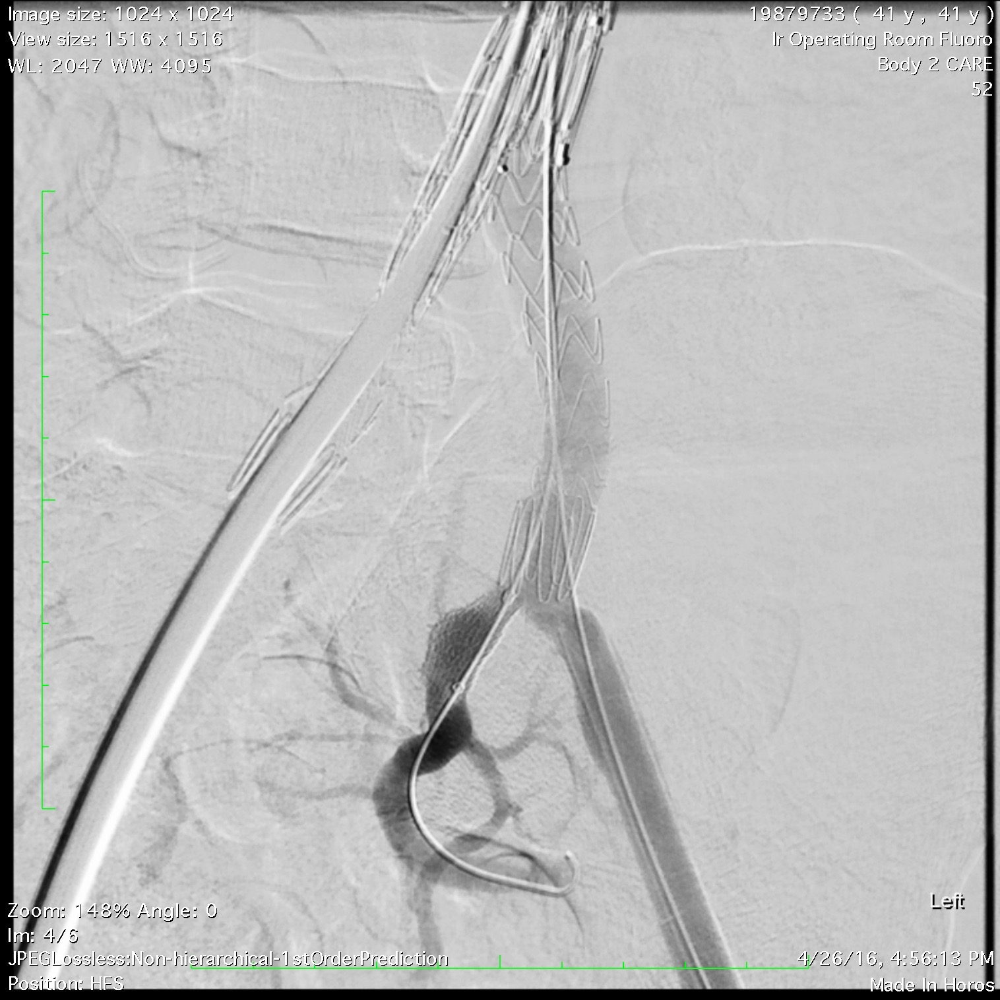 Image size: 1024 x 1024
View size: 1516 x 1516
WL: 2047 WW: 4095
19879733 ( 41 y , 41 y )
Ir Operating Room Fluoro
Body 2 CARE
52
Left
Zoom: 148% Angle: 0
Im: 4/6
JPEGLossless:Non-hierarchical-1stOrderPrediction
Position: HFS
4/26/16, 4:56:13 PM
Made In Horos